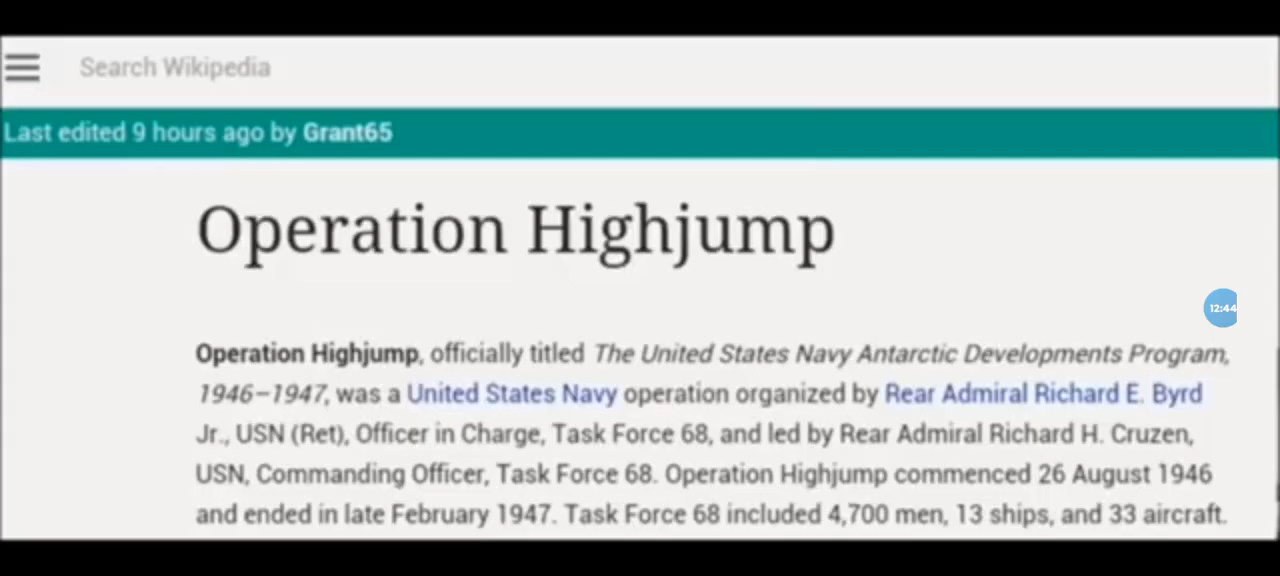 Search Wikipedia
Last edited 9 hours ago by Grant65
Operation Highjump
12:44
Operation Highjump, officially titled The United States Navy Antarctic Developments Program,
1946–1947, was a United States Navy operation organized by Rear Admiral Richard E. Byrd
Jr., USN (Ret), Officer in Charge, Task Force 68, and led by Rear Admiral Richard H. Cruzen,
USN, Commanding Officer, Task Force 68. Operation Highjump commenced 26 August 1946
and ended in late February 1947. Task Force 68 included 4,700 men, 13 ships, and 33 aircraft.